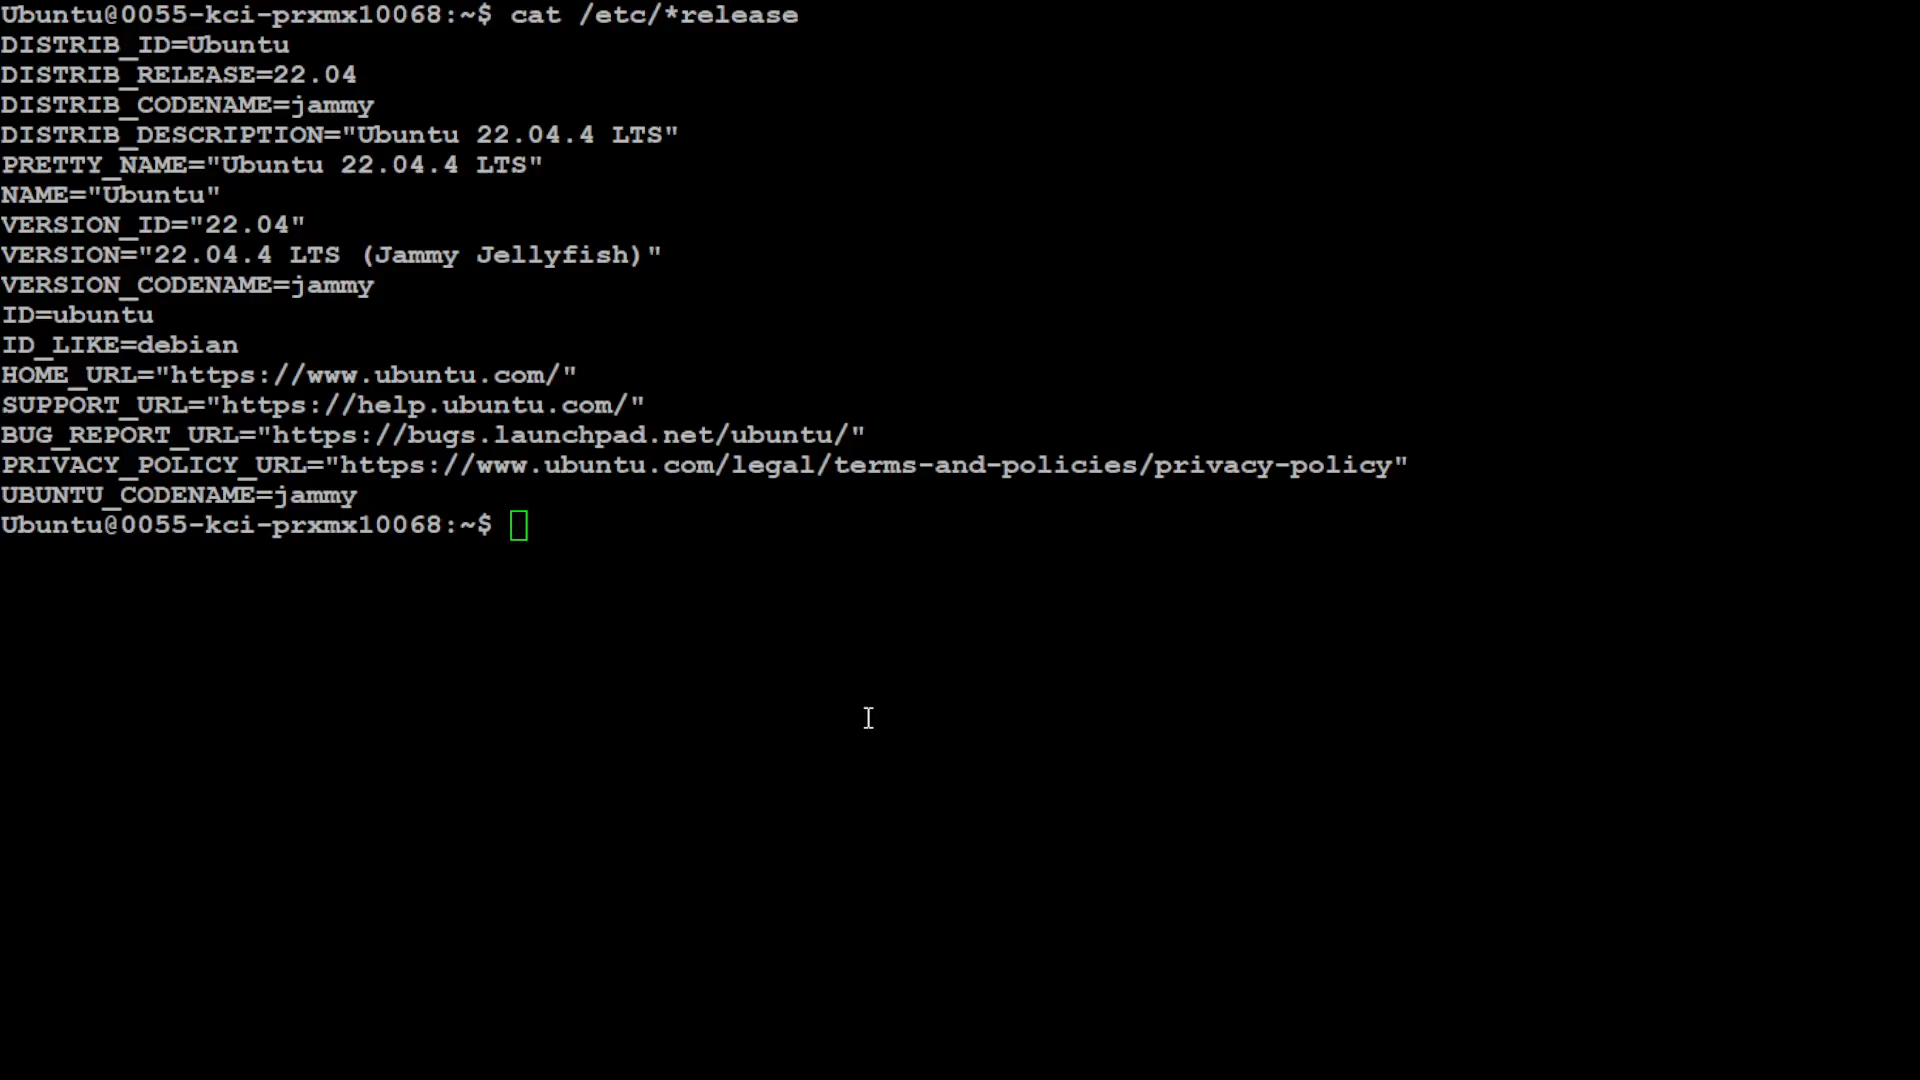 Ubuntu@0055-kci-prxmx10068:~$ cat /etc/*release
DISTRIB_ID=Ubuntu
DISTRIB_RELEASE=22.04
DISTRIB_CODENAME=jammy
DISTRIB_DESCRIPTION="Ubuntu 22.04.4 LTS"
PRETTY_NAME="Ubuntu 22.04.4 LTS"
NAME="Ubuntu"
VERSION_ID="22.04"
VERSION="22.04.4 LTS (Jammy Jellyfish)"
VERSION_CODENAME=jammy
ID=ubuntu
ID_LIKE=debian
HOME_URL="https://www.ubuntu.com/"
SUPPORT_URL="https://help.ubuntu.com/"
BUG_REPORT_URL="https://bugs.launchpad.net/ubuntu/"
PRIVACY_POLICY_URL="https://www.ubuntu.com/legal/terms-and-policies/privacy-policy"
UBUNTU_CODENAME=jammy
Ubuntu@0055-kci-prxmx10068:~$